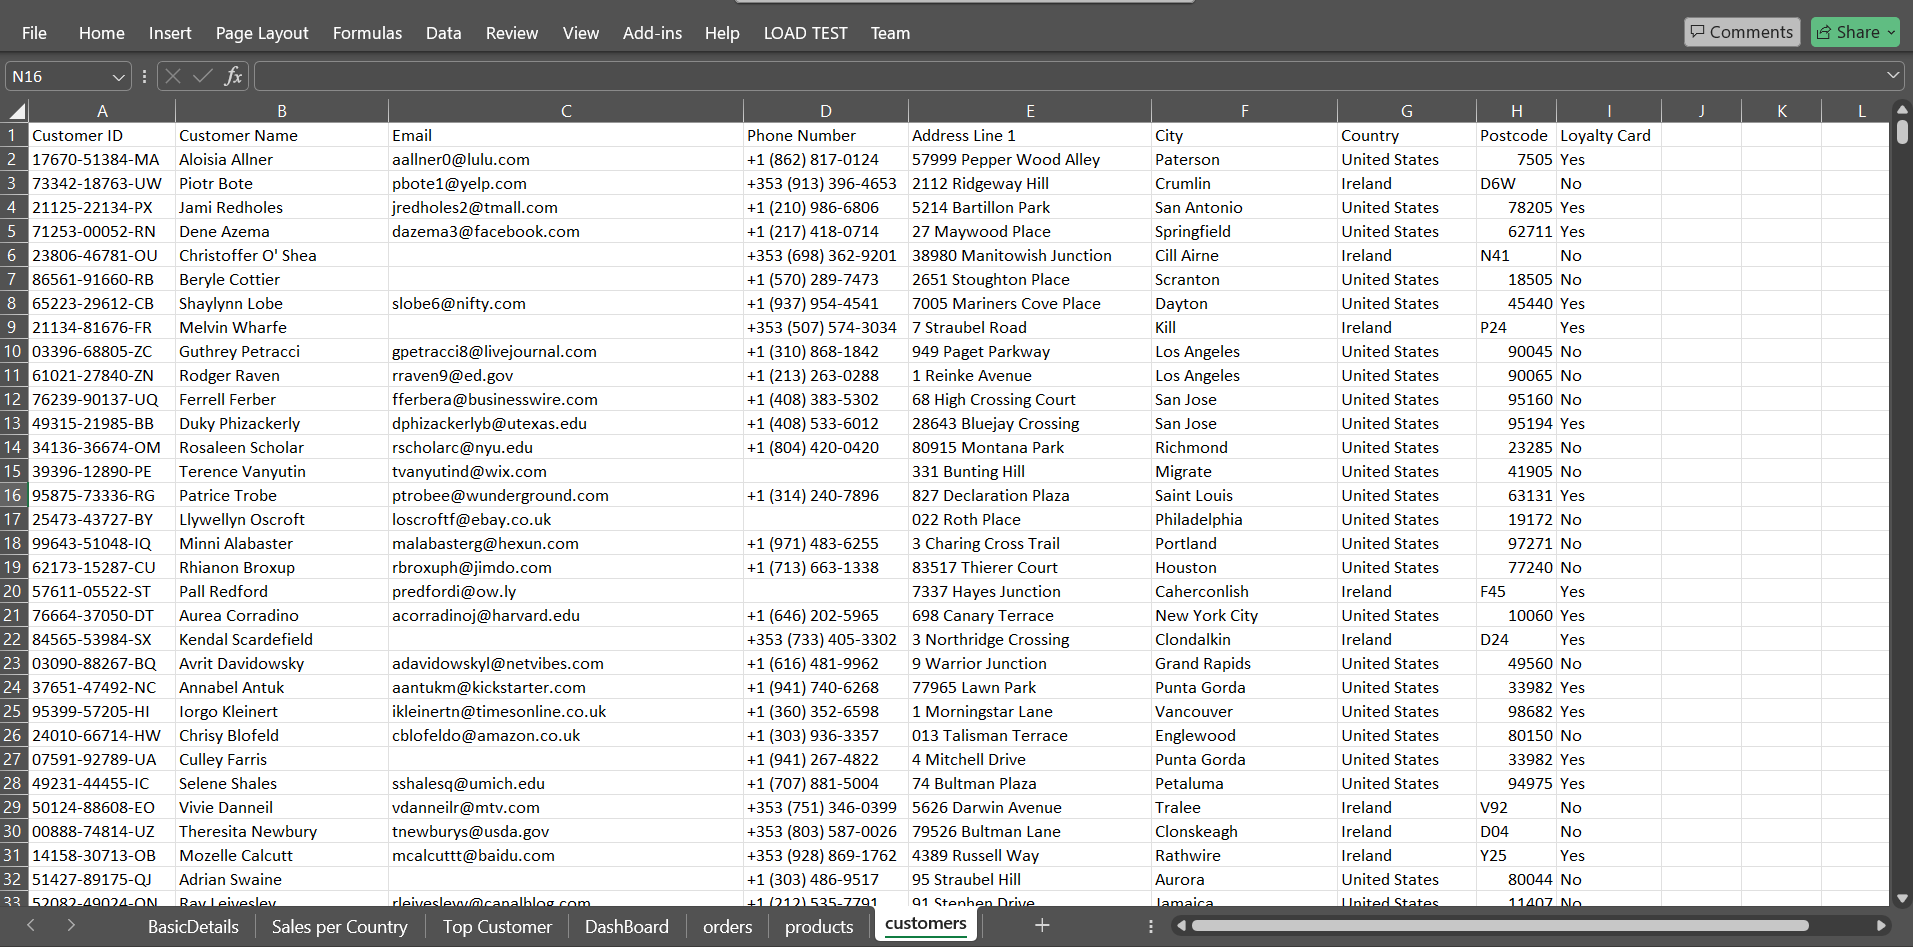 File Home Insert Page Layout Formulas Data Review View Add-ins Help LOAD TEST Team Comments Share
N16 fx
A B C D E F G H I J K L
1 Customer ID Customer Name Email Phone Number Address Line 1 City Country Postcode Loyalty Card
2 17670-51384-MA Aloisia Allner aallner0@lulu.com +1 (862) 817-0124 57999 Pepper Wood Alley Paterson United States 7505 Yes
3 73342-18763-UW Piotr Bote pbote1@yelp.com +353 (913) 396-4653 2112 Ridgeway Hill Crumlin Ireland D6W No
4 21125-22134-PX Jami Redholes jredholes2@tmall.com +1 (210) 986-6806 5214 Bartillon Park San Antonio United States 78205 Yes
5 71253-00052-RN Dene Azema dazema3@facebook.com +1 (217) 418-0714 27 Maywood Place Springfield United States 62711 Yes
6 23806-46781-OU Christoffer O' Shea +353 (698) 362-9201 38980 Manitowish Junction Cill Airne Ireland N41 No
7 86561-91660-RB Beryle Cottier +1 (570) 289-7473 2651 Stoughton Place Scranton United States 18505 No
8 65223-29612-CB Shaylynn Lobe slobe6@nifty.com +1 (937) 954-4541 7005 Mariners Cove Place Dayton United States 45440 Yes
9 21134-81676-FR Melvin Wharfe +353 (507) 574-3034 7 Straubel Road Kill Ireland P24 Yes
10 03396-68805-ZC Guthrey Petracci gpetracci8@livejournal.com +1 (310) 868-1842 949 Paget Parkway Los Angeles United States 90045 No
11 61021-27840-ZN Rodger Raven rraven9@ed.gov +1 (213) 263-0288 1 Reinke Avenue Los Angeles United States 90065 No
12 76239-90137-UQ Ferrell Ferber fferbera@businesswire.com +1 (408) 383-5302 68 High Crossing Court San Jose United States 95160 No
13 49315-21985-BB Duky Phizackerly dphizackerlyb@utexas.edu +1 (408) 533-6012 28643 Bluejay Crossing San Jose United States 95194 Yes
14 34136-36674-OM Rosaleen Scholar rscholarc@nyu.edu +1 (804) 420-0420 80915 Montana Park Richmond United States 23285 No
15 39396-12890-PE Terence Vanyutin tvanyutind@wix.com 331 Bunting Hill Migrate United States 41905 No
16 95875-73336-RG Patrice Trobe ptrobee@wunderground.com +1 (314) 240-7896 827 Declaration Plaza Saint Louis United States 63131 Yes
17 25473-43727-BY Llywellyn Oscroft loscroftf@ebay.co.uk 022 Roth Place Philadelphia United States 19172 No
18 99643-51048-IQ Minni Alabaster malabasterg@hexun.com +1 (971) 483-6255 3 Charing Cross Trail Portland United States 97271 No
19 62173-15287-CU Rhianon Broxup rbroxuph@jimdo.com +1 (713) 663-1338 83517 Thierer Court Houston United States 77240 No
20 57611-05522-ST Pall Redford predfordi@ow.ly 7337 Hayes Junction Caherconlish Ireland F45 Yes
21 76664-37050-DT Aurea Corradino acorradinoj@harvard.edu +1 (646) 202-5965 698 Canary Terrace New York City United States 10060 Yes
22 84565-53984-SX Kendal Scardefield +353 (733) 405-3302 3 Northridge Crossing Clondalkin Ireland D24 Yes
23 03090-88267-BQ Avrit Davidowsky adavidowskyl@netvibes.com +1 (616) 481-9962 9 Warrior Junction Grand Rapids United States 49560 No
24 37651-47492-NC Annabel Antuk aantukm@kickstarter.com +1 (941) 740-6268 77965 Lawn Park Punta Gorda United States 33982 Yes
25 95399-57205-HI Iorgo Kleinert ikleinertn@timesonline.co.uk +1 (360) 352-6598 1 Morningstar Lane Vancouver United States 98682 Yes
26 24010-66714-HW Chrisy Blofeld cblofeldo@amazon.co.uk +1 (303) 936-3357 013 Talisman Terrace Englewood United States 80150 No
27 07591-92789-UA Culley Farris +1 (941) 267-4822 4 Mitchell Drive Punta Gorda United States 33982 Yes
28 49231-44455-IC Selene Shales sshalesq@umich.edu +1 (707) 881-5004 74 Bultman Plaza Petaluma United States 94975 Yes
29 50124-88608-EO Vivie Danneil vdanneilr@mtv.com +353 (751) 346-0399 5626 Darwin Avenue Tralee Ireland V92 No
30 00888-74814-UZ Theresita Newbury tnewburys@usda.gov +353 (803) 587-0026 79526 Bultman Lane Clonskeagh Ireland D04 No
31 14158-30713-OB Mozelle Calcutt mcalcuttt@baidu.com +353 (928) 869-1762 4389 Russell Way Rathwire Ireland Y25 Yes
32 51427-89175-QJ Adrian Swaine +1 (303) 486-9517 95 Straubel Hill Aurora United States 80044 No
33 52082-49024-ON Ray Leivesley rleivesleyv@canalblog.com +1 (212) 535-7791 91 Stephen Drive Jamaica United States 11407 No
BasicDetails Sales per Country Top Customer DashBoard orders products customers